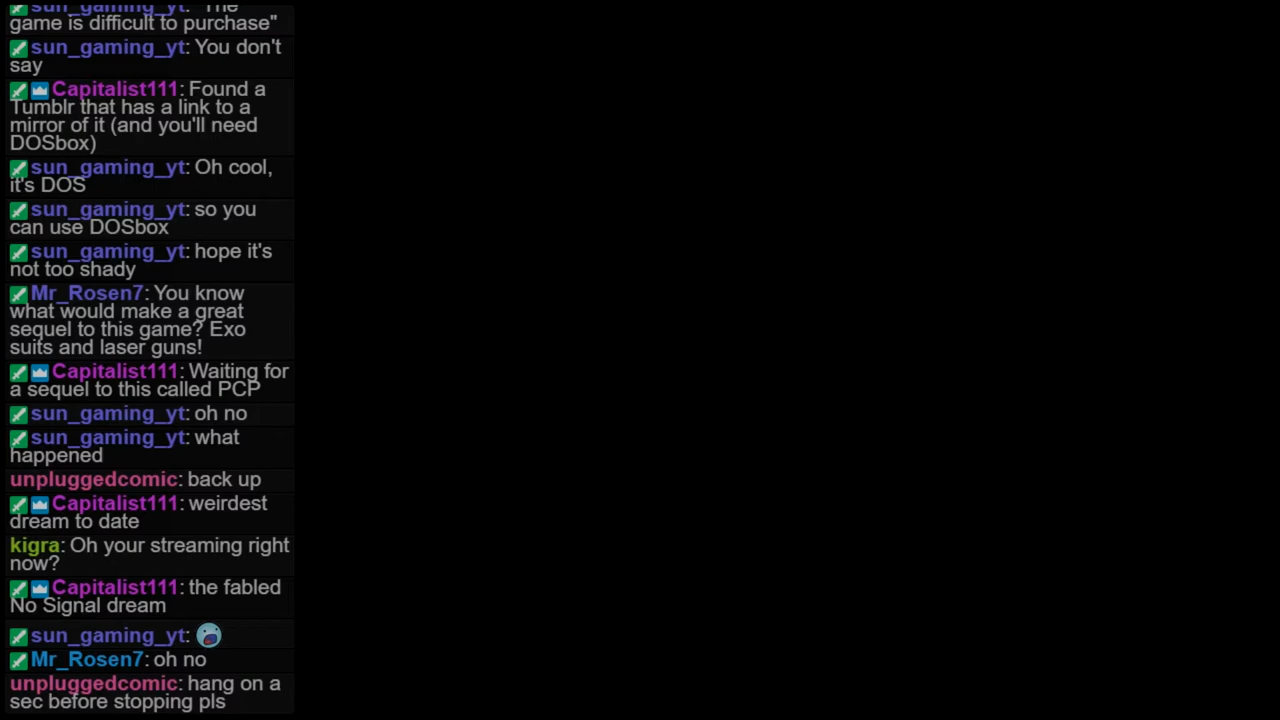 sun_gaming_yt: "The
game is difficult to purchase"
sun_gaming_yt: You don't
say
Capitalist111: Found a
Tumblr that has a link to a
mirror of it (and you'll need
DOSbox)
sun_gaming_yt: Oh cool,
it's DOS
sun_gaming_yt: so you
can use DOSbox
sun_gaming_yt: hope it's
not too shady
Mr_Rosen7: You know
what would make a great
sequel to this game? Exo
suits and laser guns!
Capitalist111: Waiting for
a sequel to this called PCP
sun_gaming_yt: oh no
sun_gaming_yt: what
happened
unpluggedcomic: back up
Capitalist111: weirdest
dream to date
kigra: Oh your streaming right
now?
Capitalist111: the fabled
No Signal dream
sun_gaming_yt:
Mr_Rosen7: oh no
unpluggedcomic: hang on a
sec before stopping pls